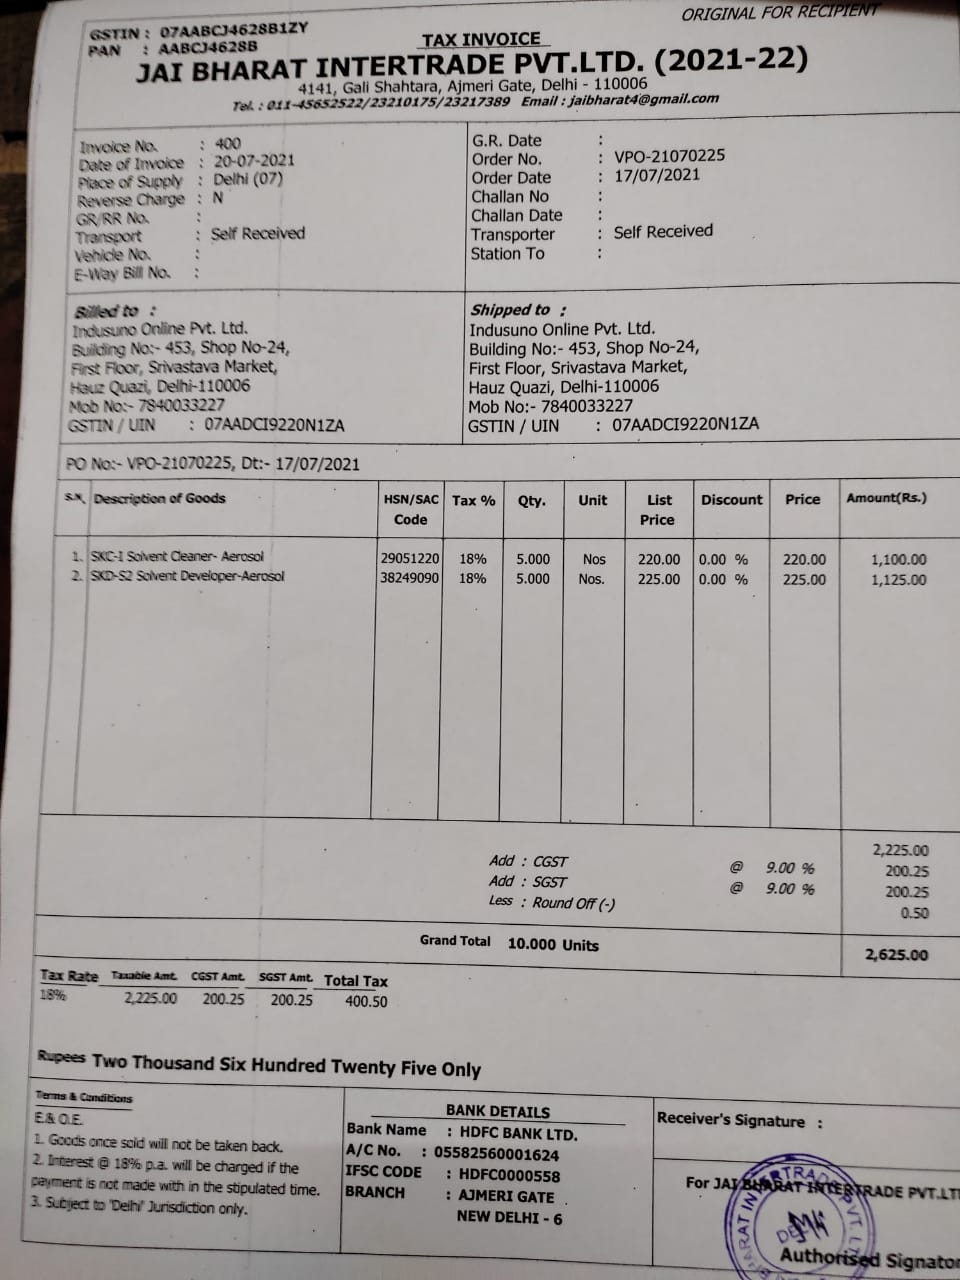 ORIGINAL FOR RECIPIENT
GSTIN : 07AABCJ4628B1ZY
PAN : AABCJ4628B
TAX INVOICE
JAI BHARAT INTERTRADE PVT.LTD. (2021-22)
4141, Gali Shahtara, Ajmeri Gate, Delhi - 110006
Tel. : 011-45652522/23210175/23217389 Email : jaibharat4@gmail.com
Invoice No. : 400
Date of Invoice : 20-07-2021
Place of Supply : Delhi (07)
Reverse Charge : N
GR/RR No. :
Transport : Self Received
Vehicle No. :
E-Way Bill No. :
G.R. Date :
Order No. : VPO-21070225
Order Date : 17/07/2021
Challan No :
Challan Date :
Transporter : Self Received
Station To :
Billed to :
Indusuno Online Pvt. Ltd.
Building No:- 453, Shop No-24,
First Floor, Srivastava Market,
Hauz Quazi, Delhi-110006
Mob No:- 7840033227
GSTIN / UIN : 07AADCI9220N1ZA
Shipped to :
Indusuno Online Pvt. Ltd.
Building No:- 453, Shop No-24,
First Floor, Srivastava Market,
Hauz Quazi, Delhi-110006
Mob No:- 7840033227
GSTIN / UIN : 07AADCI9220N1ZA
PO No:- VPO-21070225, Dt:- 17/07/2021
S.N. Description of Goods HSN/SAC Code Tax % Qty. Unit List Price Discount Price Amount(Rs.)
1. SKC-I Solvent Cleaner- Aerosol 29051220 18% 5.000 Nos 220.00 0.00 % 220.00 1,100.00
2. SKD-S2 Solvent Developer-Aerosol 38249090 18% 5.000 Nos. 225.00 0.00 % 225.00 1,125.00
2,225.00
Add : CGST @ 9.00 % 200.25
Add : SGST @ 9.00 % 200.25
Less : Round Off (-) 0.50
Grand Total 10.000 Units 2,625.00
Tax Rate Taxable Amt. CGST Amt. SGST Amt. Total Tax
18% 2,225.00 200.25 200.25 400.50
Rupees Two Thousand Six Hundred Twenty Five Only
Terms & Conditions
E.& O.E.
1. Goods once sold will not be taken back.
2. Interest @ 18% p.a. will be charged if the
payment is not made with in the stipulated time.
3. Subject to 'Delhi' Jurisdiction only.
BANK DETAILS
Bank Name : HDFC BANK LTD.
A/C No. : 05582560001624
IFSC CODE : HDFC0000558
BRANCH : AJMERI GATE
NEW DELHI - 6
Receiver's Signature :
For JAI BHARAT INTERTRADE PVT.LT
Authorised Signato